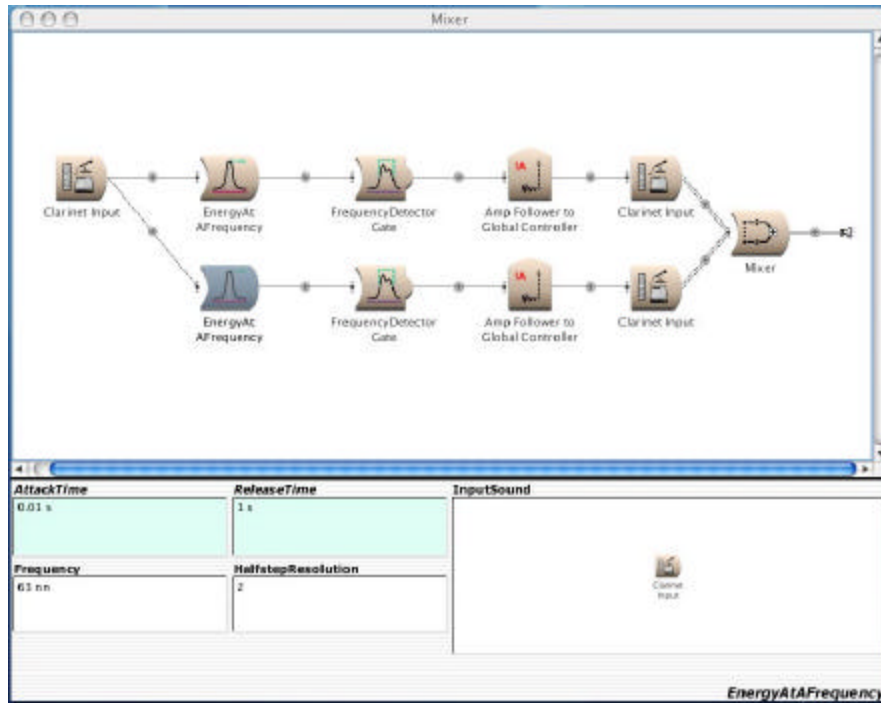 Mixer
Clarinet Input
EnergyAt
AFrequency
FrequencyDetector
Gate
Amp Follower to
Global Controller
Clarinet Input
Mixer
EnergyAt
AFrequency
FrequencyDetector
Gate
Amp Follower to
Global Controller
Clarinet Input
AttackTime
ReleaseTime
InputSound
0.01 s
1 s
Frequency
HalfstepResolution
63 nn
2
Clarinet
Input
EnergyAtAFrequency